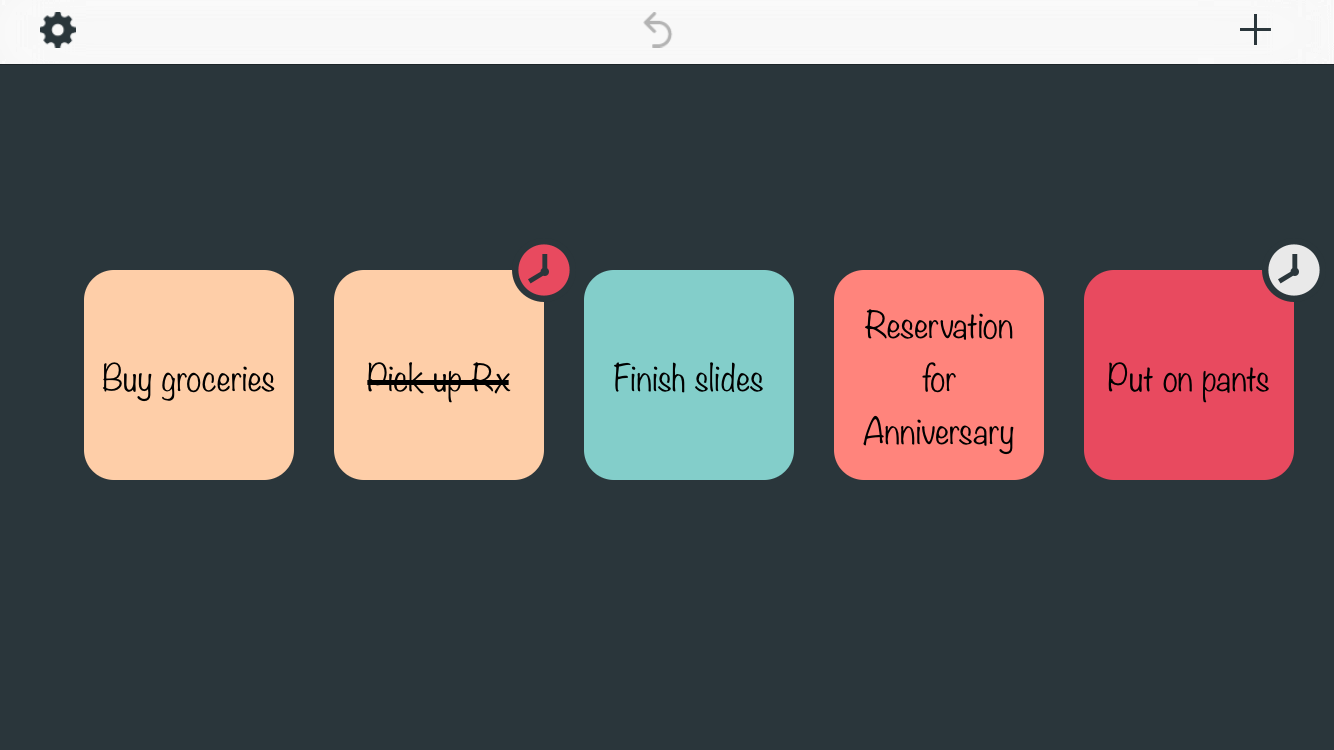 Buy groceries
Pick up Rx
Finish slides
Reservation
for
Anniversary
Put on pants